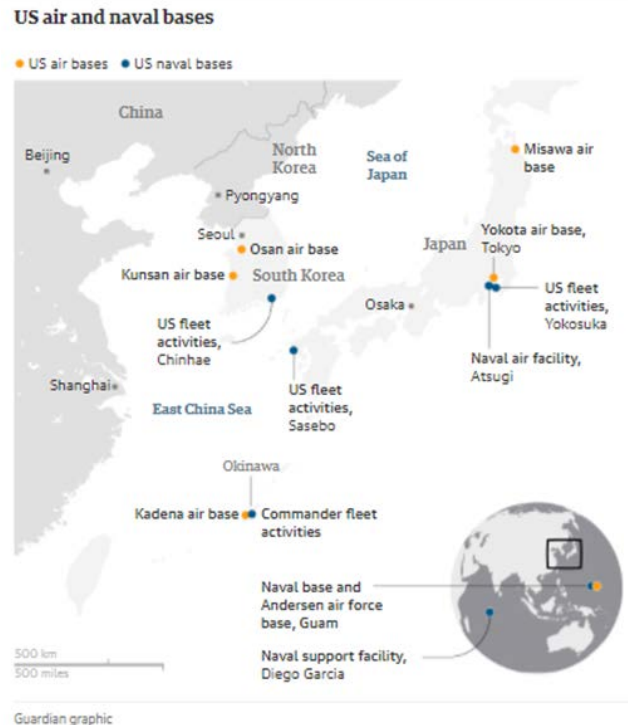 US air and naval bases
US air bases
US naval bases
China
Beijing
North
Korea
Sea of
Japan
Misawa air
base
Pyongyang
Seoul
Osan air base
Yokota air base,
Tokyo
Japan
Kunsan air base
South Korea
US fleet
activities,
Yokosuka
Osaka
US fleet
activities,
Chinhae
Naval air facility,
Atsugi
Shanghai
US fleet
activities,
Sasebo
East China Sea
Okinawa
Kadena air base
Commander fleet
activities
Naval base and
Andersen air force
base, Guam
Naval support facility,
Diego Garcia
500 km
500 miles
Guardian graphic